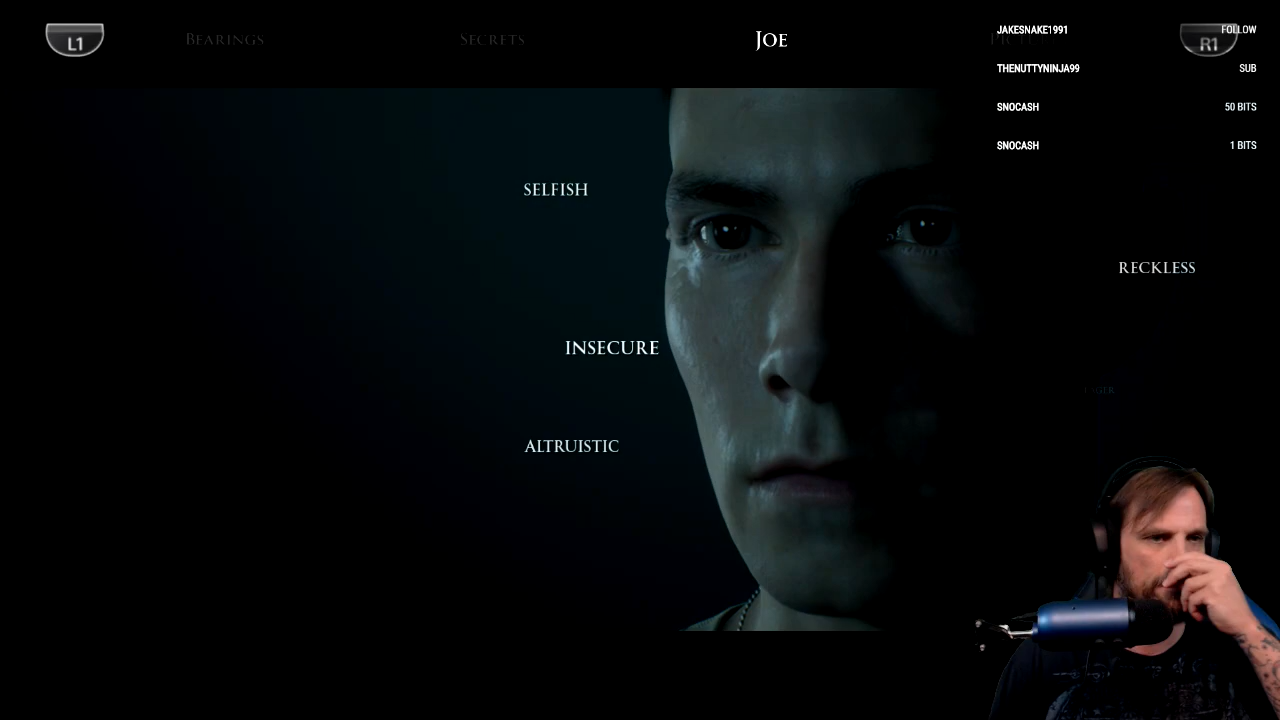 L1
BEARINGS
SECRETS
JOE
R1
JAKESNAKE1991
FOLLOW
THENUTTYNINJA99
SUB
SNOCASH
50 BITS
SNOCASH
1 BITS
SELFISH
RECKLESS
INSECURE
ALTRUISTIC